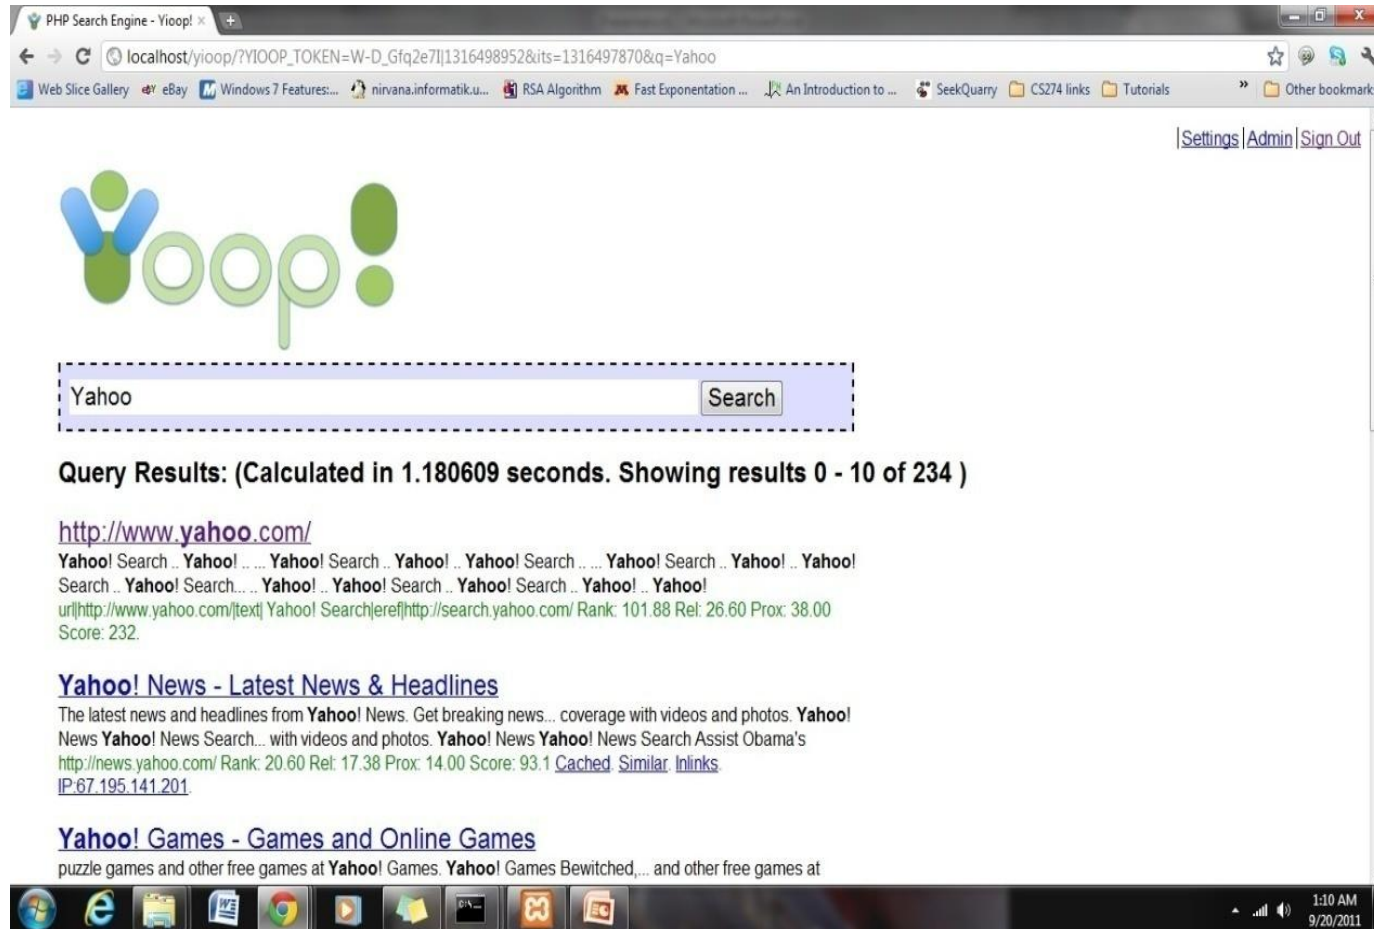 PHP Search Engine - Yioop!
localhost/yioop/?YIOOP_TOKEN=W-D_Gfq2e7I|1316498952&its=1316497870&q=Yahoo
Web Slice Gallery eBay Windows 7 Features:... nirvana.informatik.u... RSA Algorithm Fast Exponentation ... An Introduction to ... SeekQuarry CS274 links Tutorials » Other bookmark
|Settings|Admin|Sign Out
Yioop!
Yahoo Search
Query Results: (Calculated in 1.180609 seconds. Showing results 0 - 10 of 234 )
http://www.yahoo.com/
Yahoo! Search .. Yahoo! .. ... Yahoo! Search .. Yahoo! .. Yahoo! Search .. ... Yahoo! Search .. Yahoo! .. Yahoo!
Search .. Yahoo! Search... .. Yahoo! .. Yahoo! Search .. Yahoo! Search .. Yahoo! .. Yahoo!
url|http://www.yahoo.com/|text| Yahoo! Search|eref|http://search.yahoo.com/ Rank: 101.88 Rel: 26.60 Prox: 38.00
Score: 232.
Yahoo! News - Latest News & Headlines
The latest news and headlines from Yahoo! News. Get breaking news... coverage with videos and photos. Yahoo!
News Yahoo! News Search... with videos and photos. Yahoo! News Yahoo! News Search Assist Obama's
http://news.yahoo.com/ Rank: 20.60 Rel: 17.38 Prox: 14.00 Score: 93.1 Cached. Similar. Inlinks.
IP:67.195.141.201.
Yahoo! Games - Games and Online Games
puzzle games and other free games at Yahoo! Games. Yahoo! Games Bewitched,... and other free games at
1:10 AM
9/20/2011